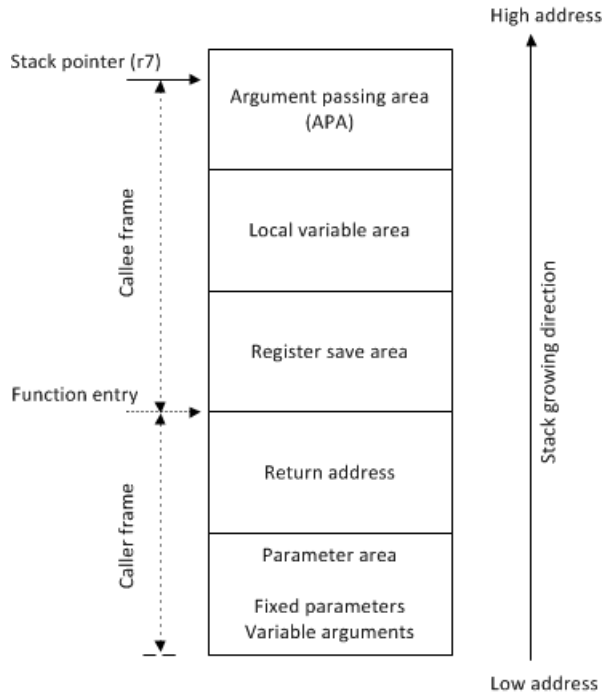 High address
Stack pointer (r7)
Argument passing area
(APA)
Callee frame
Local variable area
Register save area
Stack growing direction
Function entry
Return address
Caller frame
Parameter area
Fixed parameters
Variable arguments
Low address